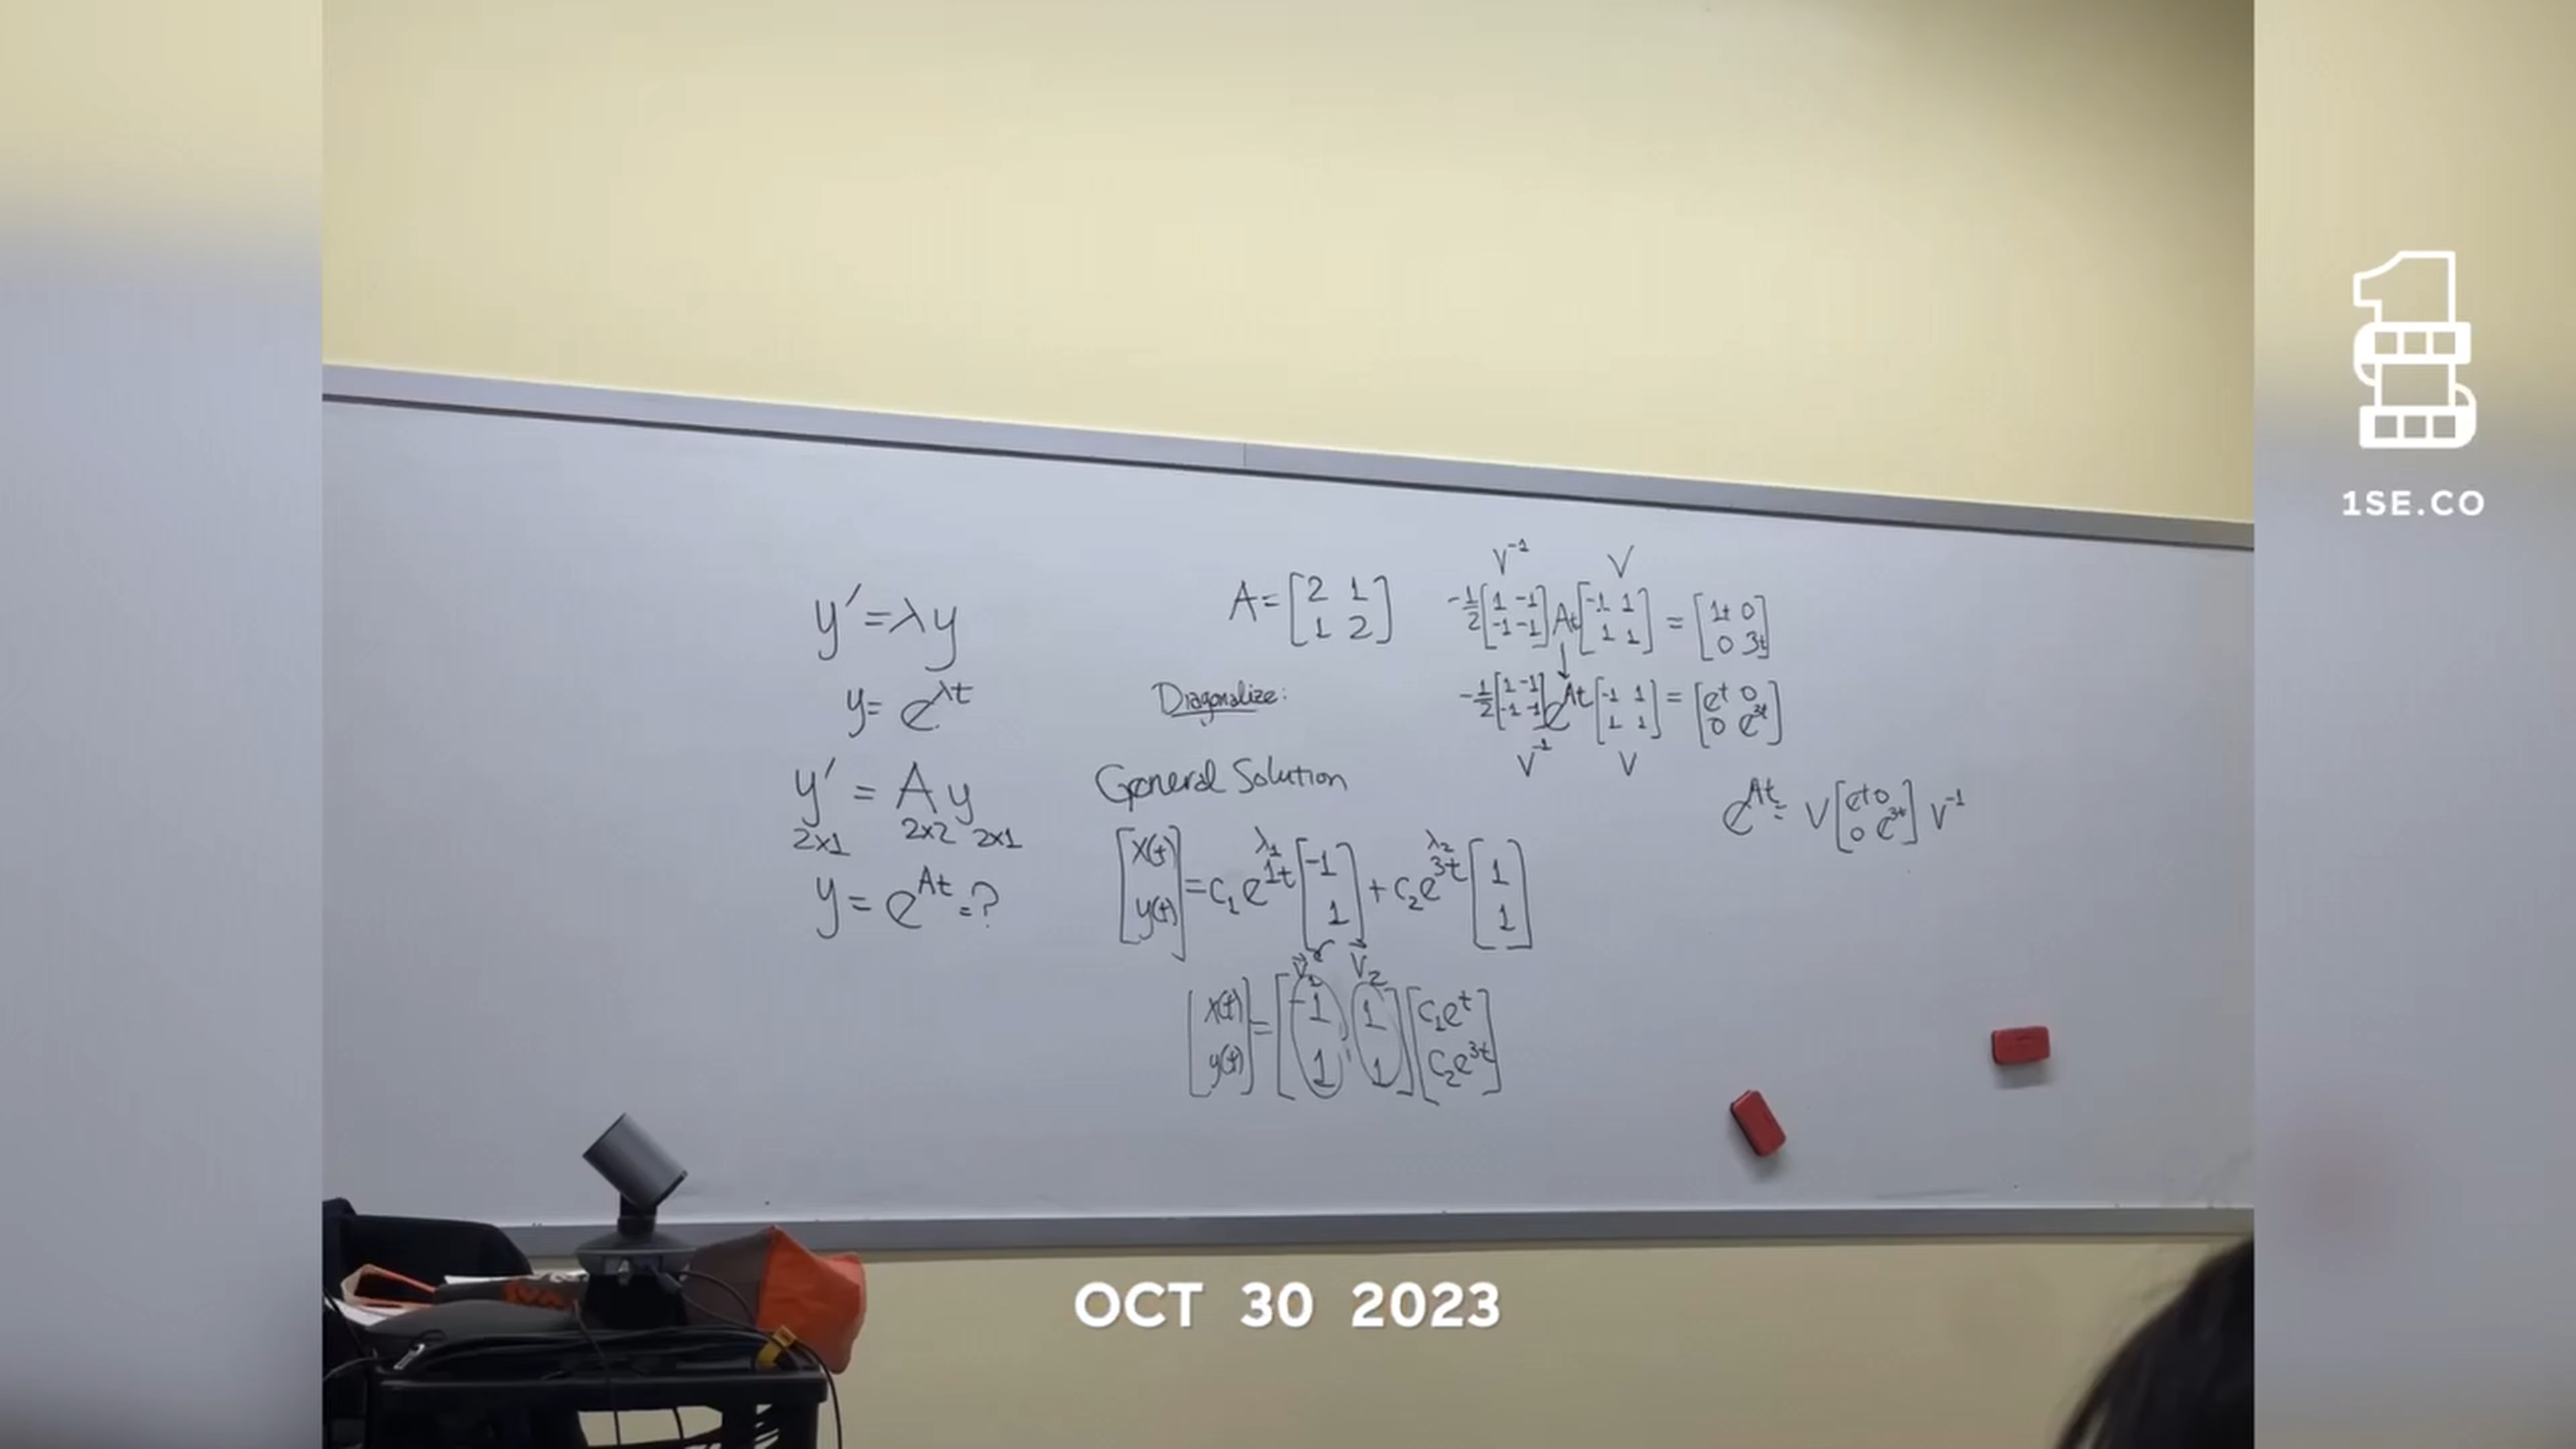 y' = λy
y = e^{λt}
y' = A y
2x1 2x2 2x1
y = e^{At} = ?
A = [2 1; 1 2]
Diagonalize:
General Solution
λ₁ λ₂
[x(t); y(t)] = c₁ e^{1t} [-1; 1] + c₂ e^{3t} [1; 1]
v⃗₁ v⃗₂
[x(t); y(t)] = [-1 1; 1 1] [c₁e^t; c₂e^{3t}]
V⁻¹ V
-1/2 [1 -1; -1 -1] At [-1 1; 1 1] = [1t 0; 0 3t]
↓
-1/2 [1 -1; -1 -1] e^{At} [-1 1; 1 1] = [e^t 0; 0 e^{3t}]
V⁻¹ V
e^{At} = V [e^t 0; 0 e^{3t}] V⁻¹
1SE.CO
OCT 30 2023